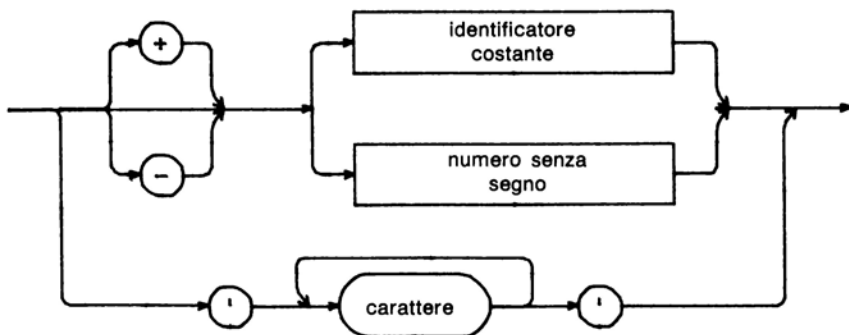 +
identificatore
costante
−
numero senza
segno
' carattere '